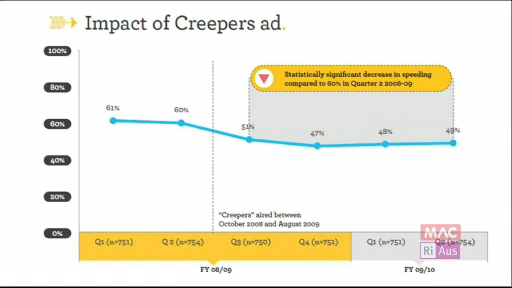 Impact of Creepers ad.
100%
80%
60%
40%
20%
0%
Statistically significant decrease in speeding
compared to 60% in Quarter 2 2008-09
61%
60%
51%
47%
48%
49%
"Creepers" aired between
October 2008 and August 2009
Q1 (n=751)
Q 2 (n=754)
Q3 (n=750)
Q4 (n=751)
Q1 (n=751)
Q2 (n=754)
FY 08/09
FY 09/10
MAC
Ri Aus